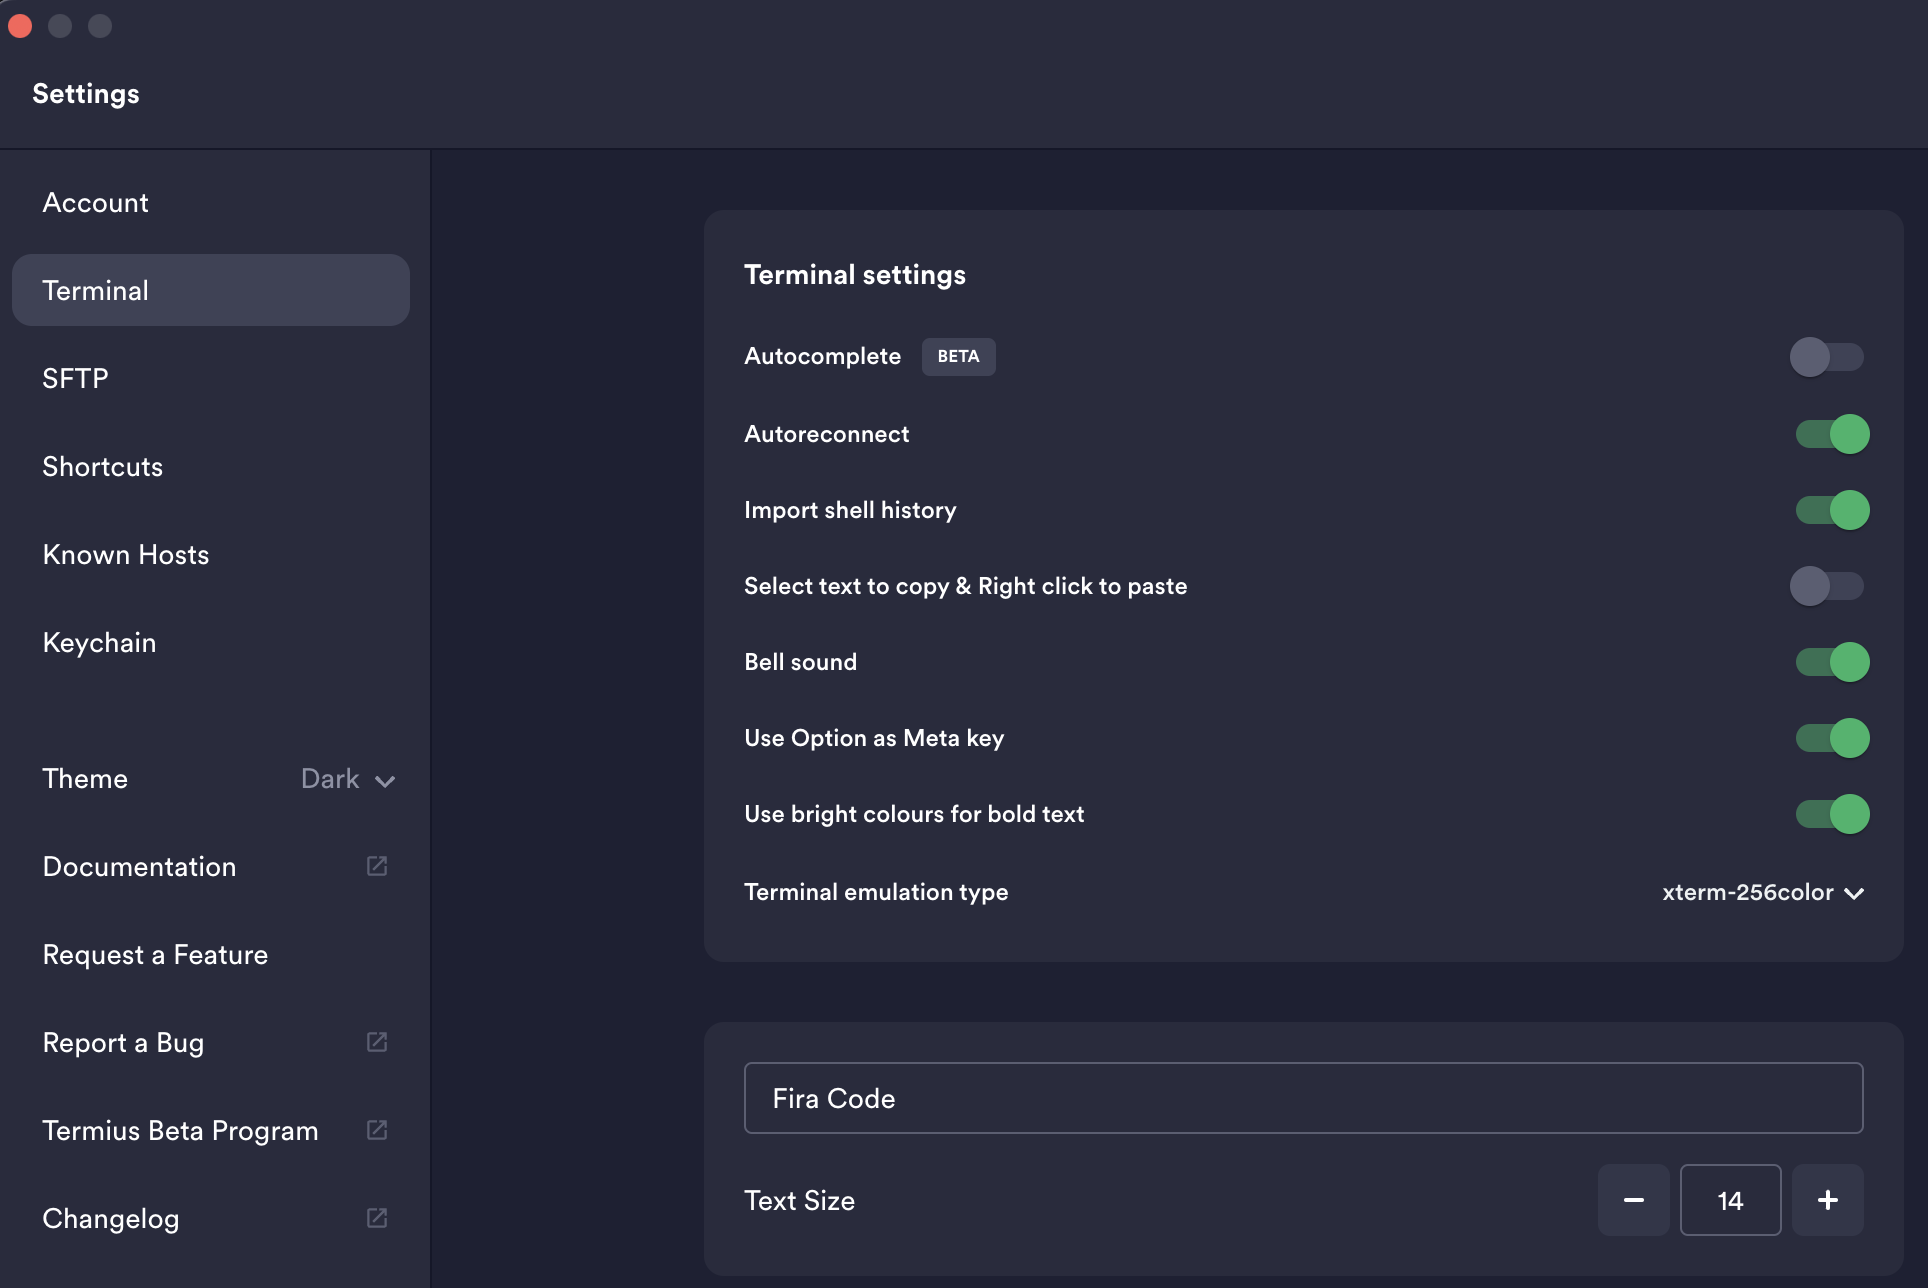 Settings
Account
Terminal
SFTP
Shortcuts
Known Hosts
Keychain
Theme Dark
Documentation
Request a Feature
Report a Bug
Termius Beta Program
Changelog
Terminal settings
Autocomplete BETA
Autoreconnect
Import shell history
Select text to copy & Right click to paste
Bell sound
Use Option as Meta key
Use bright colours for bold text
Terminal emulation type xterm-256color
Fira Code
Text Size − 14 +